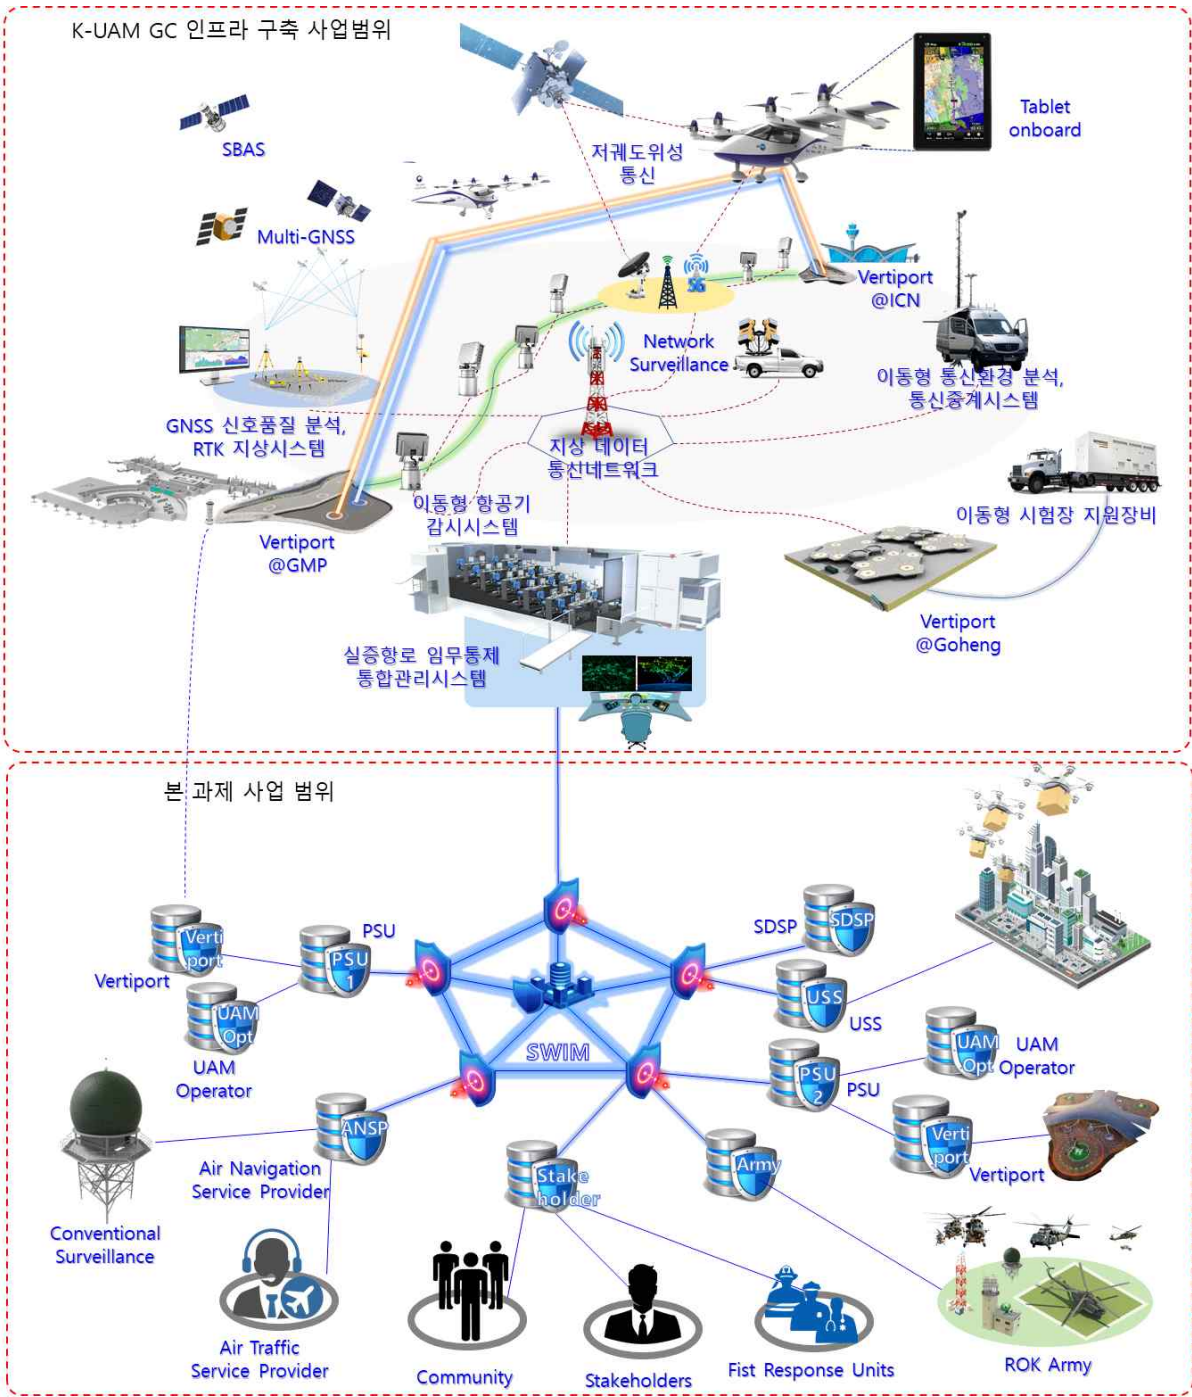 K-UAM GC 인프라 구축 사업범위
SBAS
Multi-GNSS
저궤도위성
통신
Tablet
onboard
5G
Vertiport
@ICN
Network
Surveillance
이동형 통신환경 분석,
통신중계시스템
GNSS 신호품질 분석,
RTK 지상시스템
지상 데이터
통신네트워크
이동형 항공기
감시시스템
이동형 시험장 지원장비
Vertiport
@GMP
Vertiport
@Goheng
실증항로 임무통제
통합관리시스템
본 과제 사업 범위
Verti
port
Vertiport
PSU
PSU
1
UAM
Opt
UAM
Operator
SWIM
SDSP
SDSP
USS
USS
PSU
2
PSU
UAM
Opt
UAM
Operator
Verti
port
Vertiport
ANSP
Air Navigation
Service Provider
Stake
holder
Army
Conventional
Surveillance
Air Traffic
Service Provider
Community
Stakeholders
Fist Response Units
ROK Army